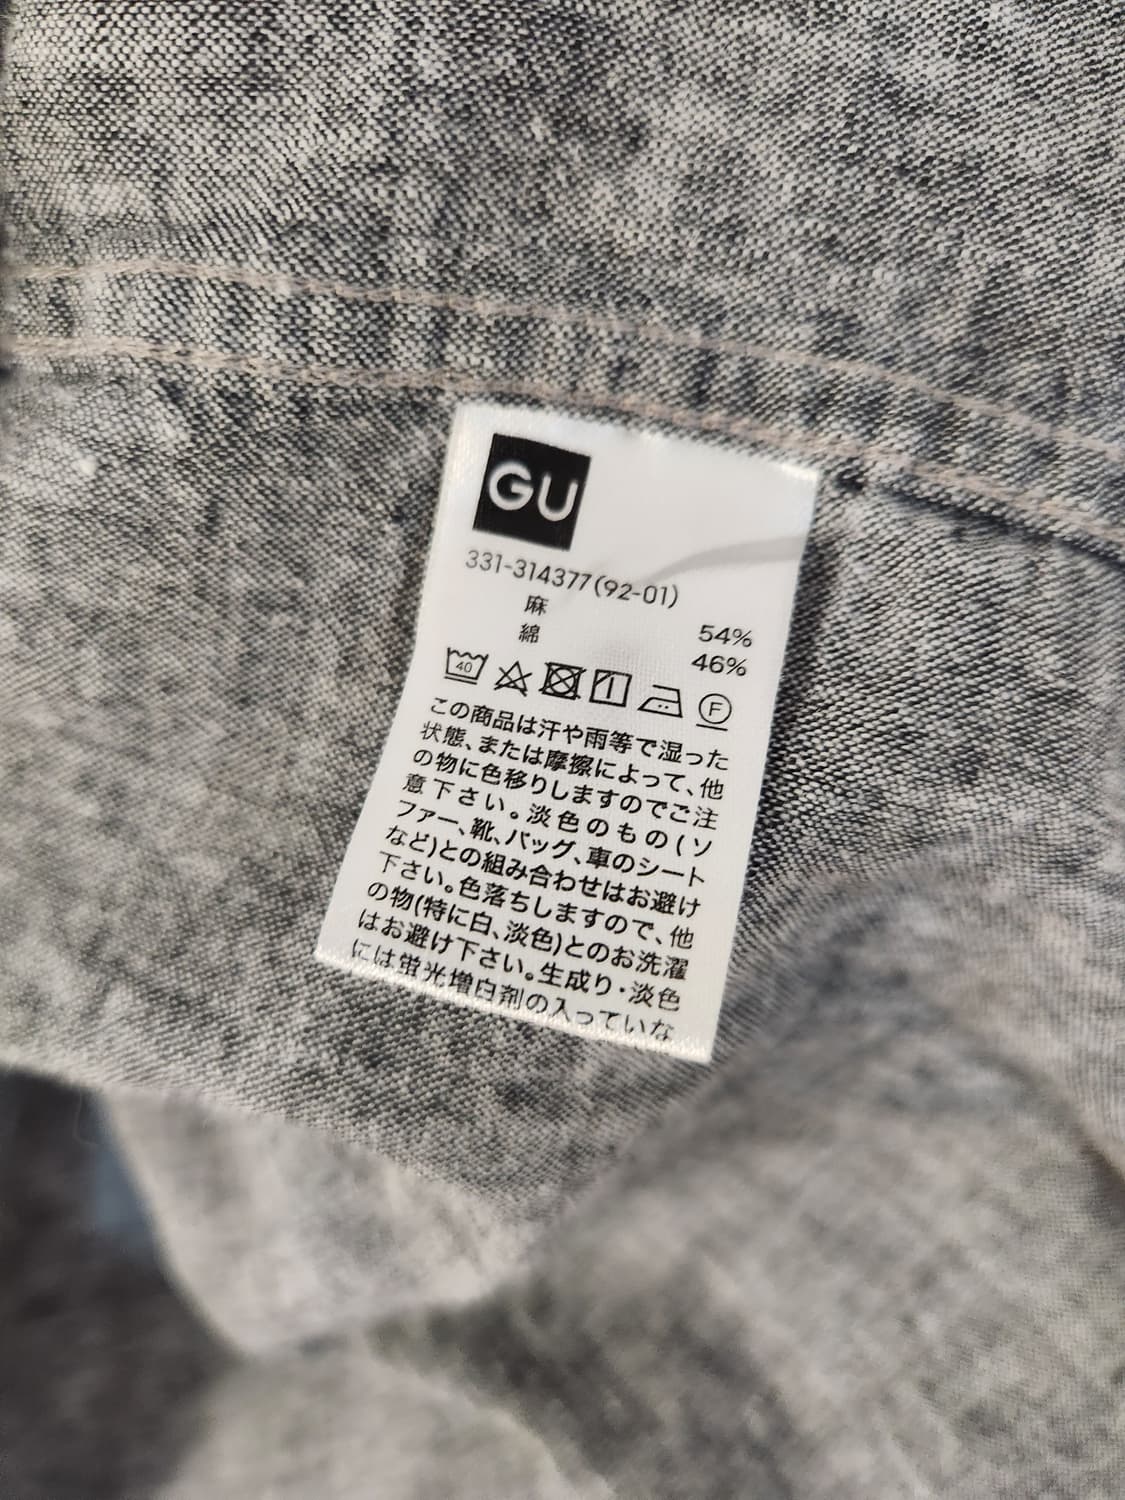 GU
331-314377(92-01)
麻 54%
綿 46%
40 F
この商品は汗や雨等で湿った
状態、または摩擦によって、他
の物に色移りしますのでご注
意下さい。淡色のもの(ソ
ファー、靴、バッグ、車のシート
など)との組み合わせはお避け
下さい。色落ちしますので、他
の物(特に白、淡色)とのお洗濯
はお避け下さい。生成り・淡色
には蛍光増白剤の入っていな